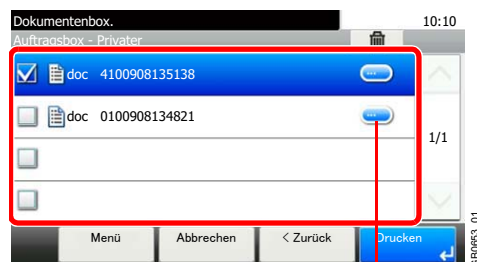 Dokumentenbox. 10:10
Auftragsbox - Privater
doc 4100908135138
doc 0100908134821
1/1
Menü Abbrechen < Zurück Drucken
GB0653_01